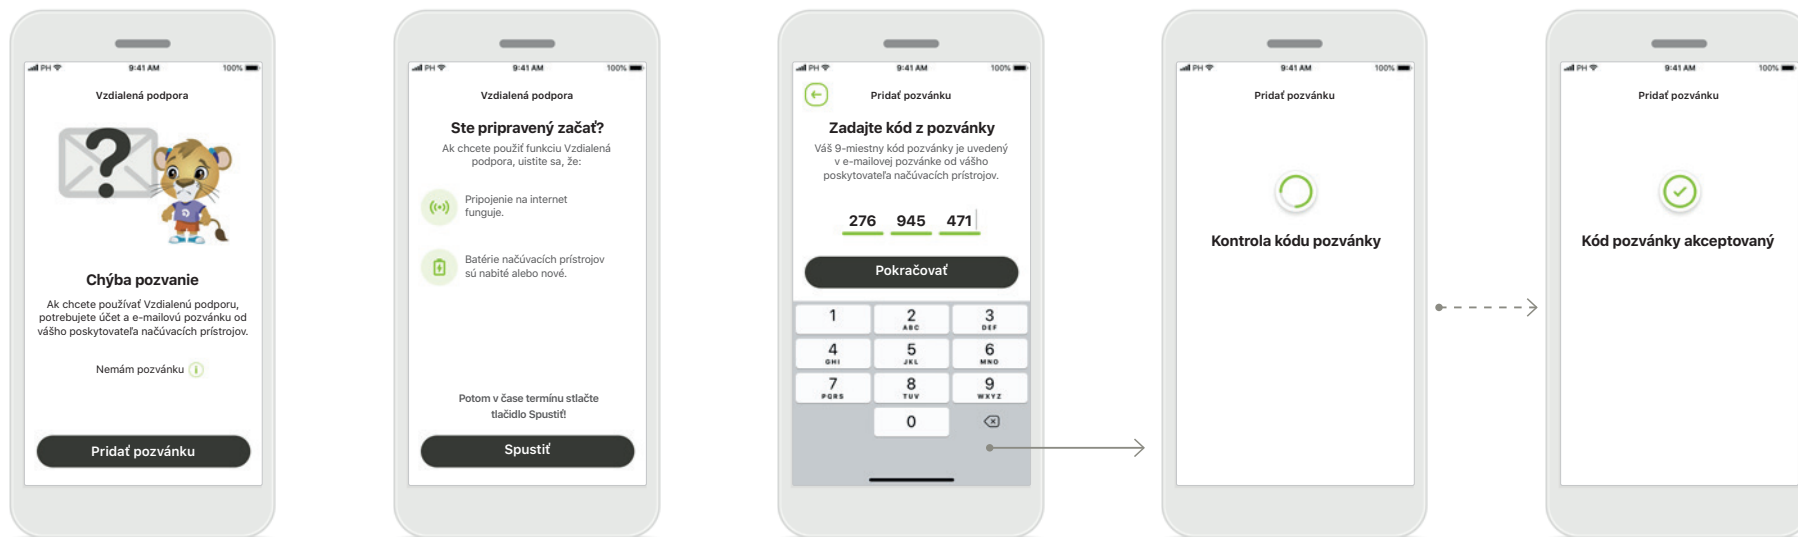 PH 9:41 AM 100%
Vzdialená podpora
?
Chýba pozvanie
Ak chcete používať Vzdialenú podporu,
potrebujete účet a e-mailovú pozvánku od
vášho poskytovateľa načúvacích prístrojov.
Nemám pozvánku i
Pridať pozvánku
PH 9:41 AM 100%
Vzdialená podpora
Ste pripravený začať?
Ak chcete použiť funkciu Vzdialená
podpora, uistite sa, že:
Pripojenie na internet
funguje.
Batérie načúvacích prístrojov
sú nabité alebo nové.
Potom v čase termínu stlačte
tlačidlo Spustiť!
Spustiť
PH 9:41 AM 100%
Pridať pozvánku
Zadajte kód z pozvánky
Váš 9-miestny kód pozvánky je uvedený
v e-mailovej pozvánke od vášho
poskytovateľa načúvacích prístrojov.
276 945 471
Pokračovať
1 2 3
ABC DEF
4 5 6
GHI JKL MNO
7 8 9
PQRS TUV WXYZ
0
PH 9:41 AM 100%
Pridať pozvánku
Kontrola kódu pozvánky
PH 9:41 AM 100%
Pridať pozvánku
Kód pozvánky akceptovaný